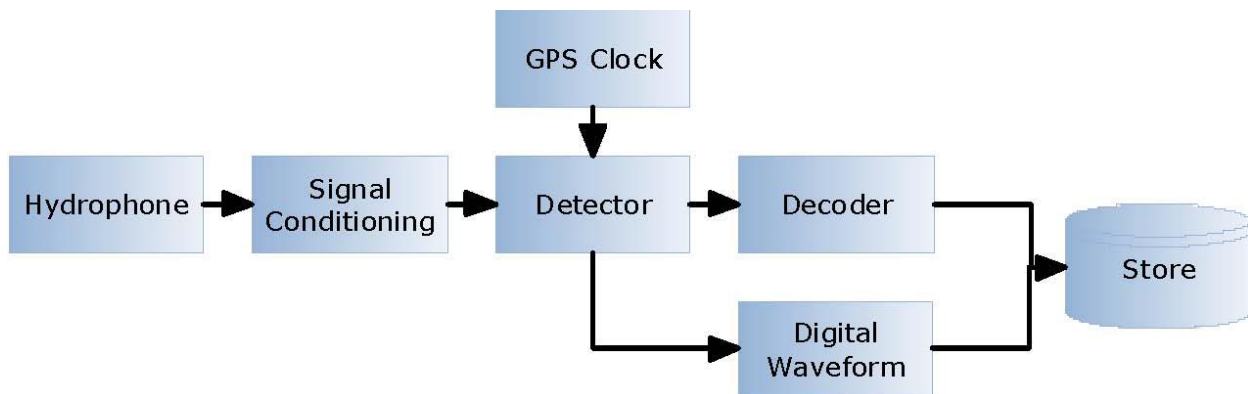 GPS Clock
Hydrophone
Signal
Conditioning
Detector
Decoder
Store
Digital
Waveform